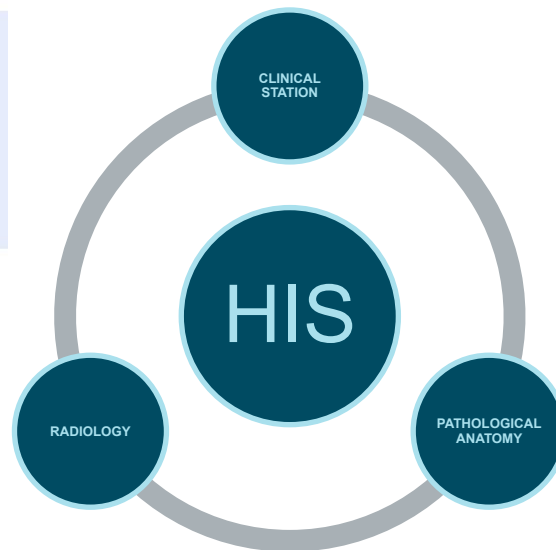 CLINICAL
STATION
HIS
RADIOLOGY
PATHOLOGICAL
ANATOMY